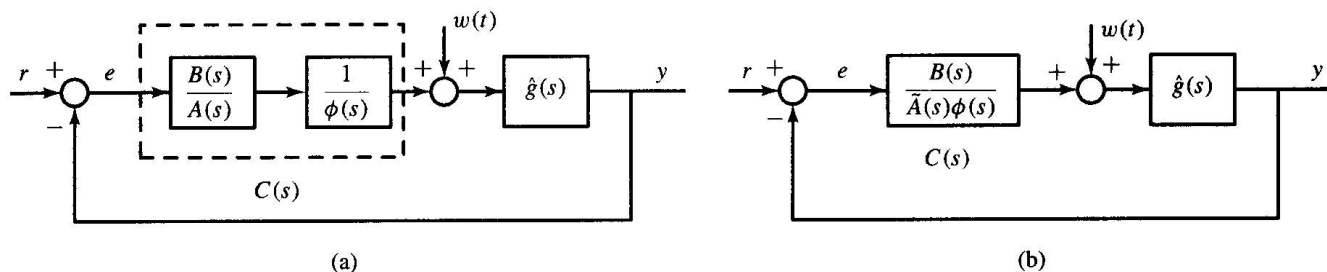 w(t)
r + e B(s)/A(s) 1/ϕ(s) + + ĝ(s) y
−
C(s)
(a)
w(t)
r + e B(s)/Ã(s)ϕ(s) + + ĝ(s) y
−
C(s)
(b)